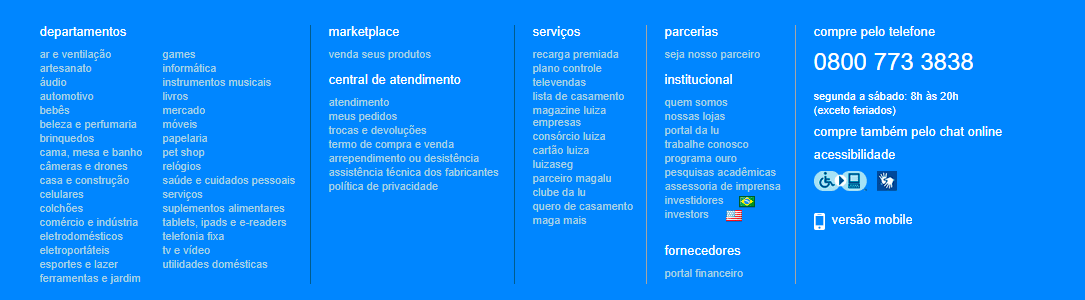 departamentos
ar e ventilação
artesanato
áudio
automotivo
bebês
beleza e perfumaria
brinquedos
cama, mesa e banho
câmeras e drones
casa e construção
celulares
colchões
comércio e indústria
eletrodomésticos
eletroportáteis
esportes e lazer
ferramentas e jardim
games
informática
instrumentos musicais
livros
mercado
móveis
papelaria
pet shop
relógios
saúde e cuidados pessoais
serviços
suplementos alimentares
tablets, ipads e e-readers
telefonia fixa
tv e vídeo
utilidades domésticas
marketplace
venda seus produtos
central de atendimento
atendimento
meus pedidos
trocas e devoluções
termo de compra e venda
arrependimento ou desistência
assistência técnica dos fabricantes
política de privacidade
serviços
recarga premiada
plano controle
televendas
lista de casamento
magazine luiza
empresas
consórcio luiza
cartão luiza
luizaseg
parceiro magalu
clube da lu
quero de casamento
maga mais
parcerias
seja nosso parceiro
institucional
quem somos
nossas lojas
portal da lu
trabalhe conosco
programa ouro
pesquisas acadêmicas
assessoria de imprensa
investidores
investors
fornecedores
portal financeiro
compre pelo telefone
0800 773 3838
segunda a sábado: 8h às 20h
(exceto feriados)
compre também pelo chat online
acessibilidade
versão mobile